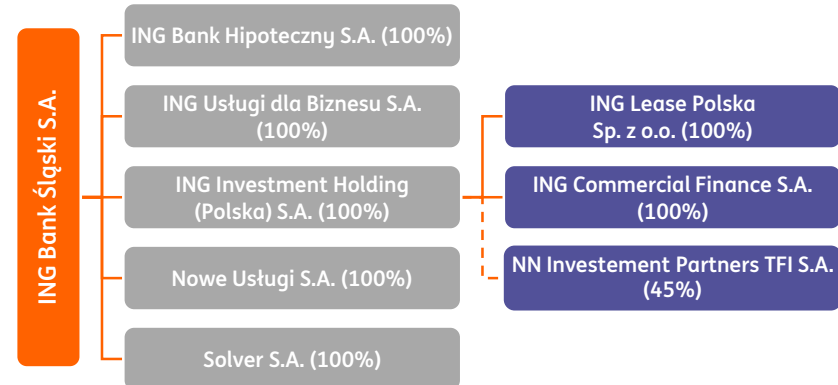 ING Bank Śląski S.A.
ING Bank Hipoteczny S.A. (100%)
ING Usługi dla Biznesu S.A.
(100%)
ING Investment Holding
(Polska) S.A. (100%)
Nowe Usługi S.A. (100%)
Solver S.A. (100%)
ING Lease Polska
Sp. z o.o. (100%)
ING Commercial Finance S.A.
(100%)
NN Investement Partners TFI S.A.
(45%)